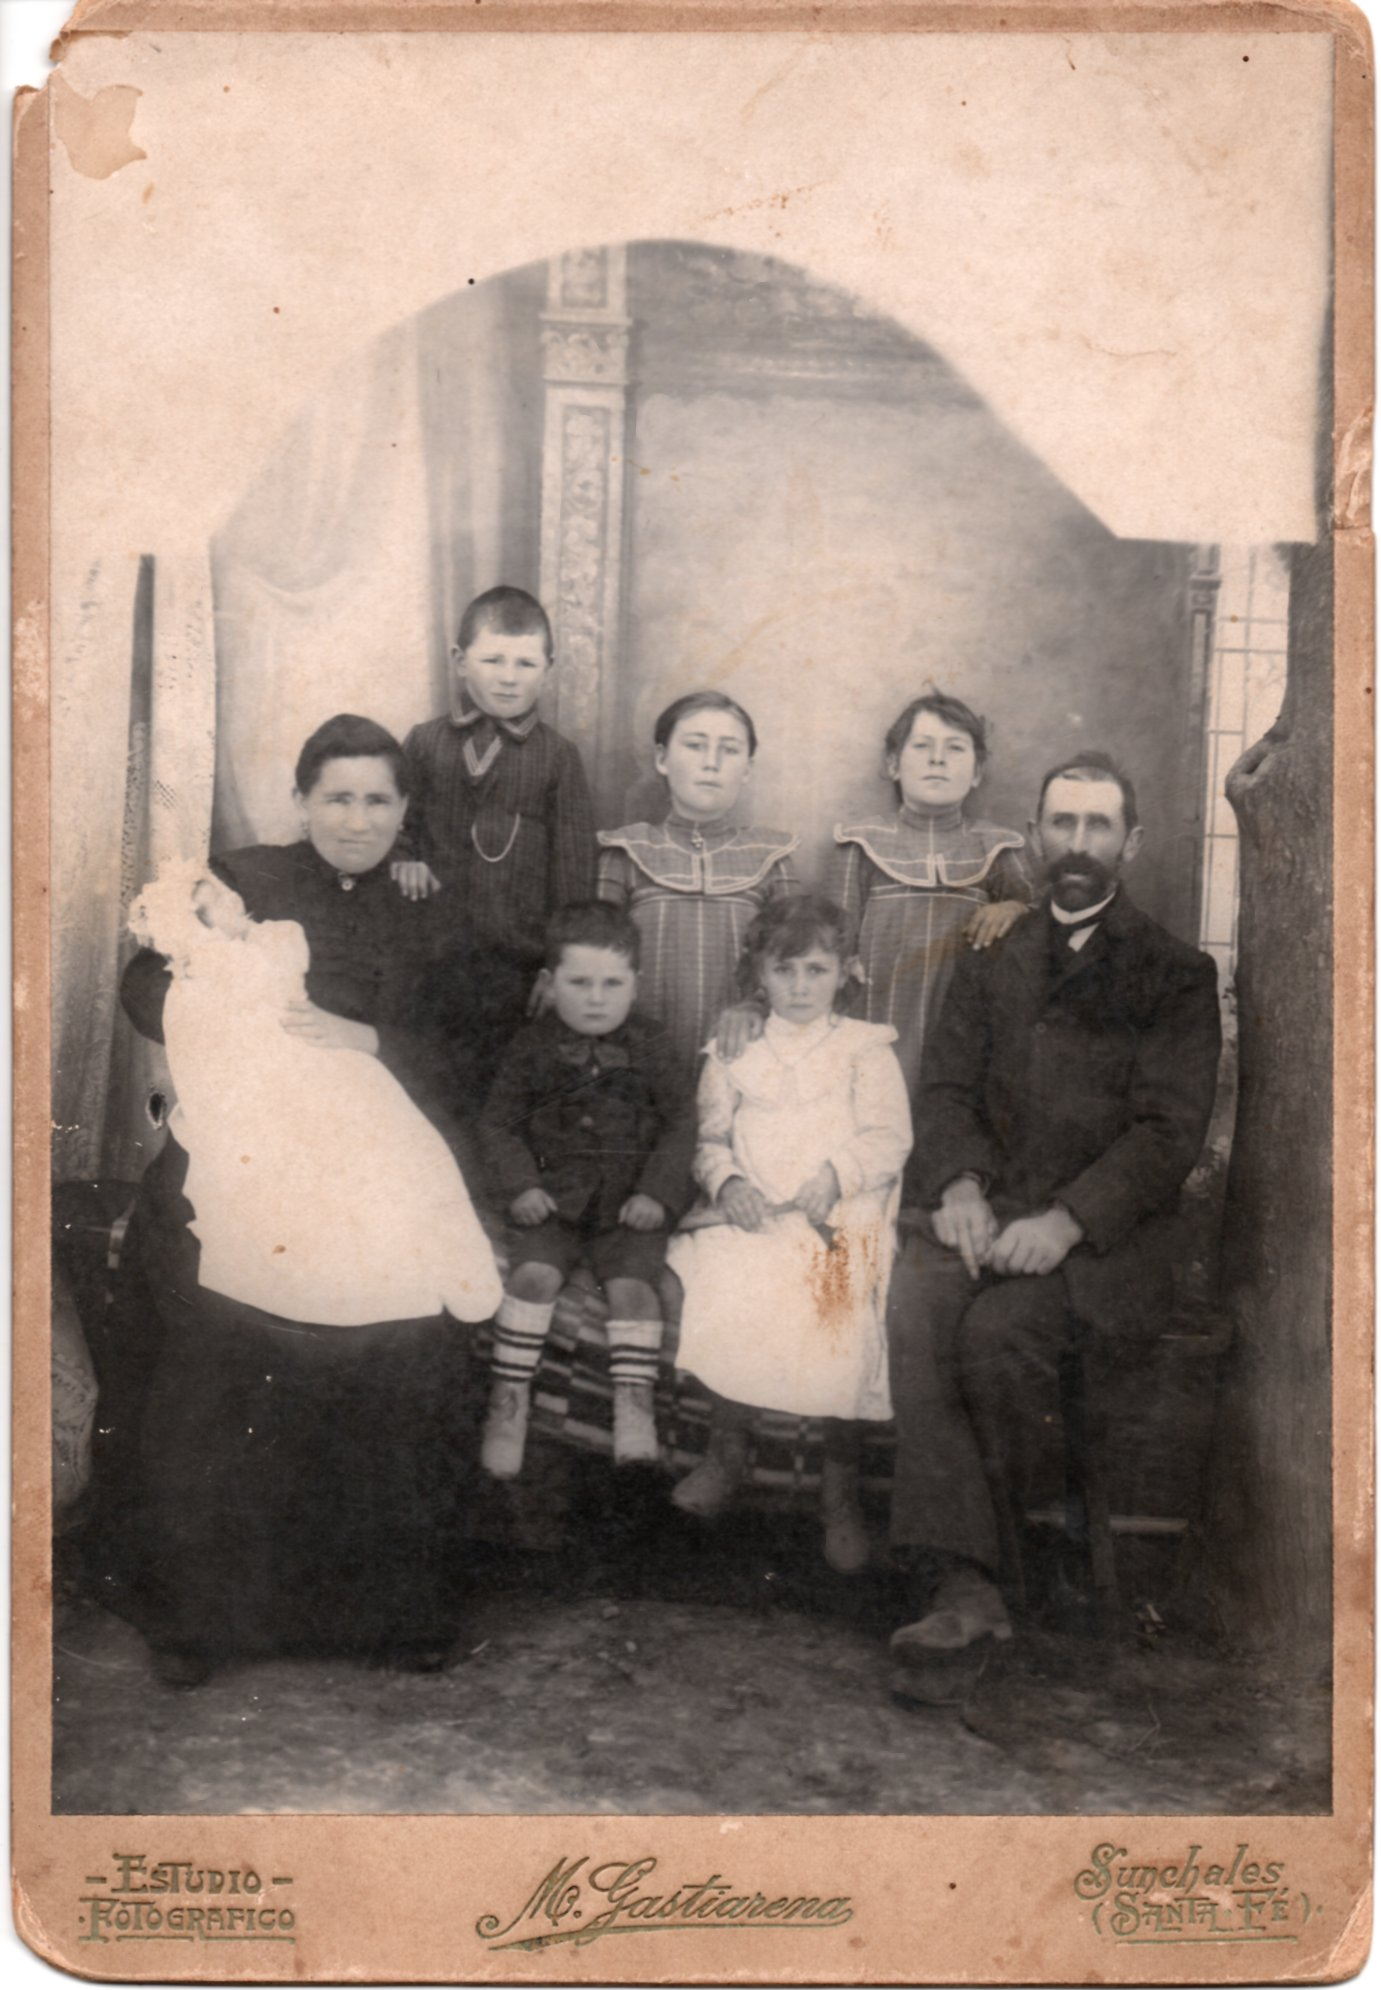 - Estudio -
Fotografico
M. Gastiarena
Sunchales
(Santa-Fé).